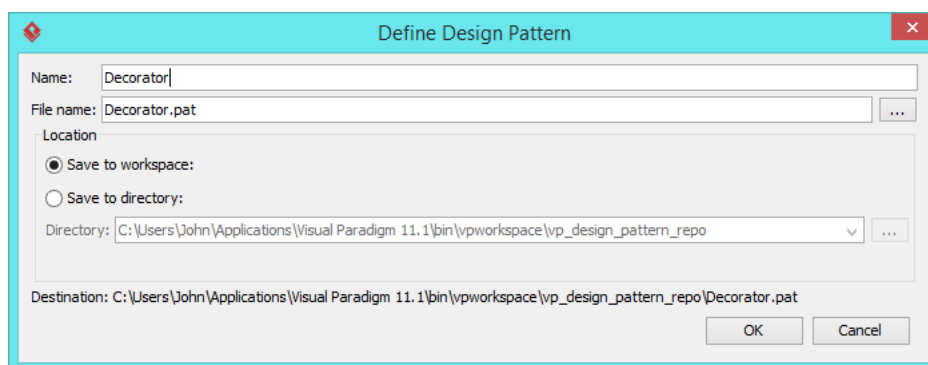 Define Design Pattern
Name: Decorator
File name: Decorator.pat ...
Location
Save to workspace:
Save to directory:
Directory: C:\Users\John\Applications\Visual Paradigm 11.1\bin\vpworkspace\vp_design_pattern_repo ...
Destination: C:\Users\John\Applications\Visual Paradigm 11.1\bin\vpworkspace\vp_design_pattern_repo\Decorator.pat
OK Cancel